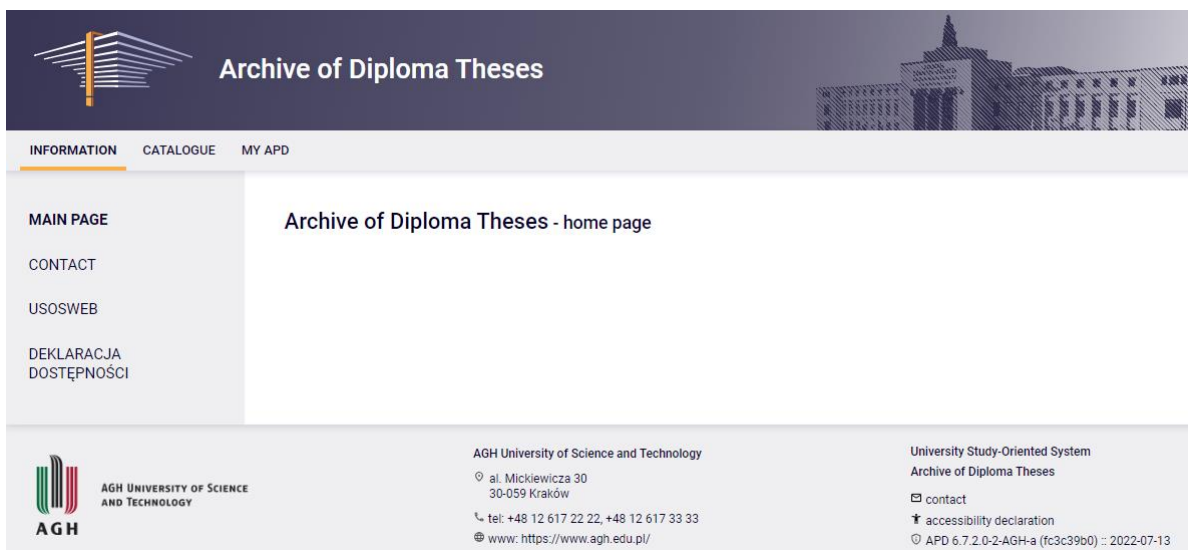 Archive of Diploma Theses
INFORMATION CATALOGUE MY APD
MAIN PAGE
CONTACT
USOSWEB
DEKLARACJA
DOSTĘPNOŚCI
Archive of Diploma Theses - home page
AGH
AGH UNIVERSITY OF SCIENCE
AND TECHNOLOGY
AGH University of Science and Technology
al. Mickiewicza 30
30-059 Kraków
tel: +48 12 617 22 22, +48 12 617 33 33
www: https://www.agh.edu.pl/
University Study-Oriented System
Archive of Diploma Theses
contact
accessibility declaration
APD 6.7.2.0-2-AGH-a (fc3c39b0) :: 2022-07-13